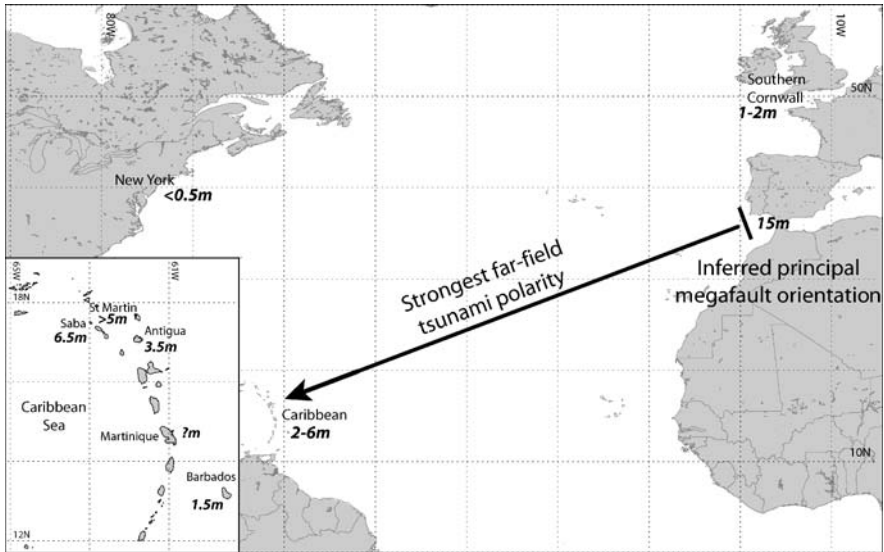 80W
10W
Southern
Cornwall
50N
1-2m
New York
<0.5m
15m
Strongest far-field
tsunami polarity
Inferred principal
megafault orientation
Caribbean
2-6m
10N
65W
61W
18N
St Martin
>5m
Saba
6.5m
Antigua
3.5m
Caribbean
Sea
Martinique
?m
Barbados
1.5m
12N